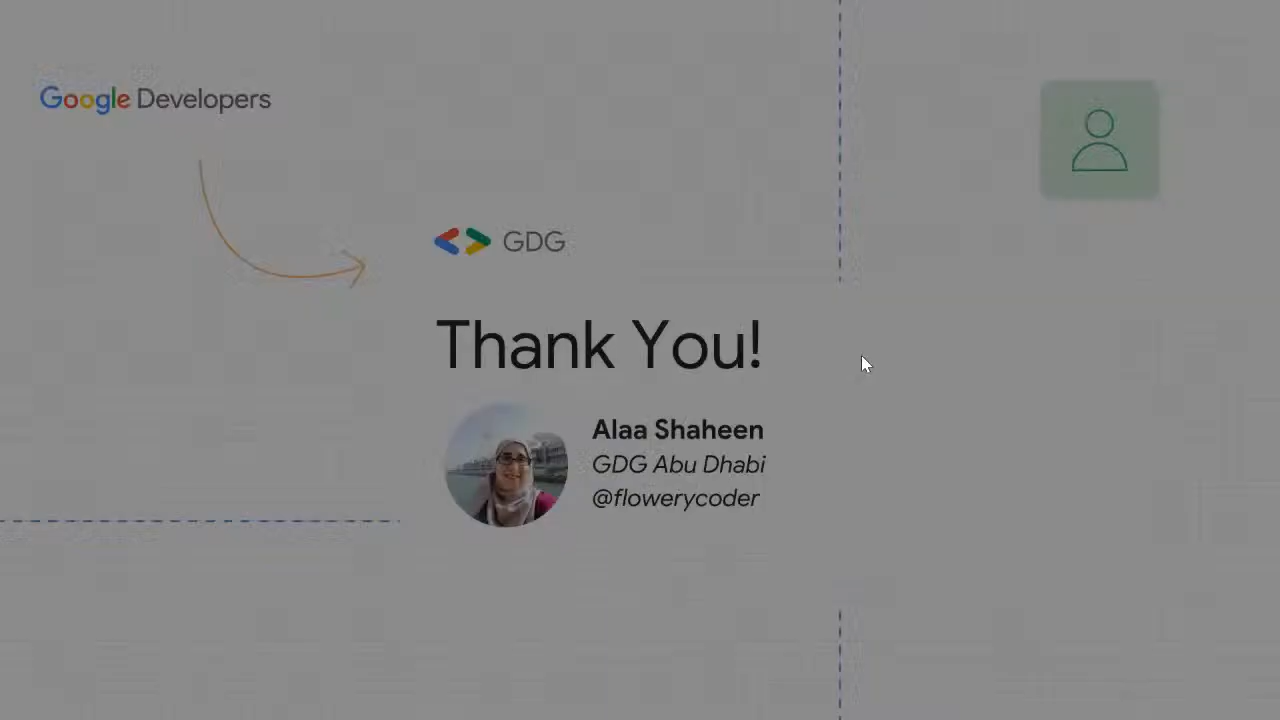 Google Developers
GDG
Thank You!
Alaa Shaheen
GDG Abu Dhabi
@flowerycoder